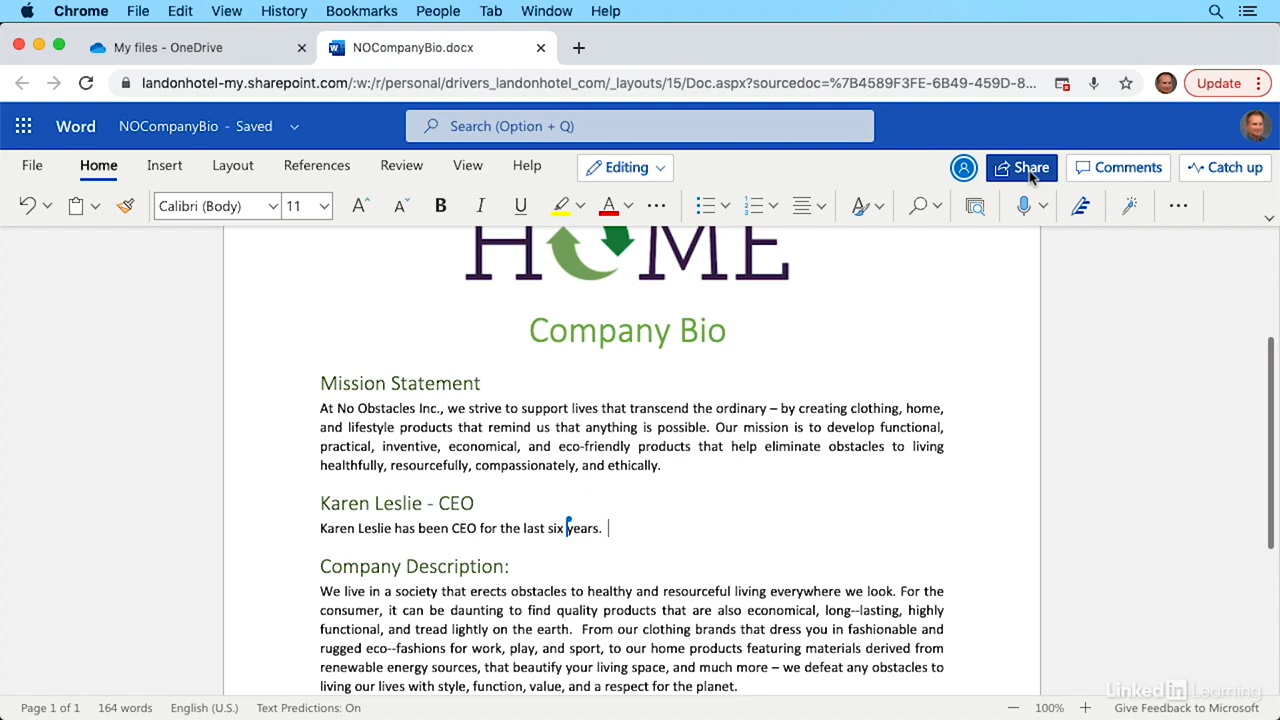 Chrome File Edit View History Bookmarks People Tab Window Help
My files - OneDrive
NOCompanyBio.docx
landonhotel-my.sharepoint.com/:w:/r/personal/drivers_landonhotel_com/_layouts/15/Doc.aspx?sourcedoc=%7B4589F3FE-6B49-459D-8...
Update
Word NOCompanyBio - Saved
Search (Option + Q)
File Home Insert Layout References Review View Help
Editing
Share
Comments
Catch up
Calibri (Body) 11
B I U A
HOME
Company Bio
Mission Statement
At No Obstacles Inc., we strive to support lives that transcend the ordinary – by creating clothing, home,
and lifestyle products that remind us that anything is possible. Our mission is to develop functional,
practical, inventive, economical, and eco-friendly products that help eliminate obstacles to living
healthfully, resourcefully, compassionately, and ethically.
Karen Leslie - CEO
Karen Leslie has been CEO for the last six years.
Company Description:
We live in a society that erects obstacles to healthy and resourceful living everywhere we look. For the
consumer, it can be daunting to find quality products that are also economical, long--lasting, highly
functional, and tread lightly on the earth. From our clothing brands that dress you in fashionable and
rugged eco--fashions for work, play, and sport, to our home products featuring materials derived from
renewable energy sources, that beautify your living space, and much more – we defeat any obstacles to
living our lives with style, function, value, and a respect for the planet.
LinkedIn Learning
Page 1 of 1 164 words English (U.S.) Text Predictions: On
100% Give Feedback to Microsoft